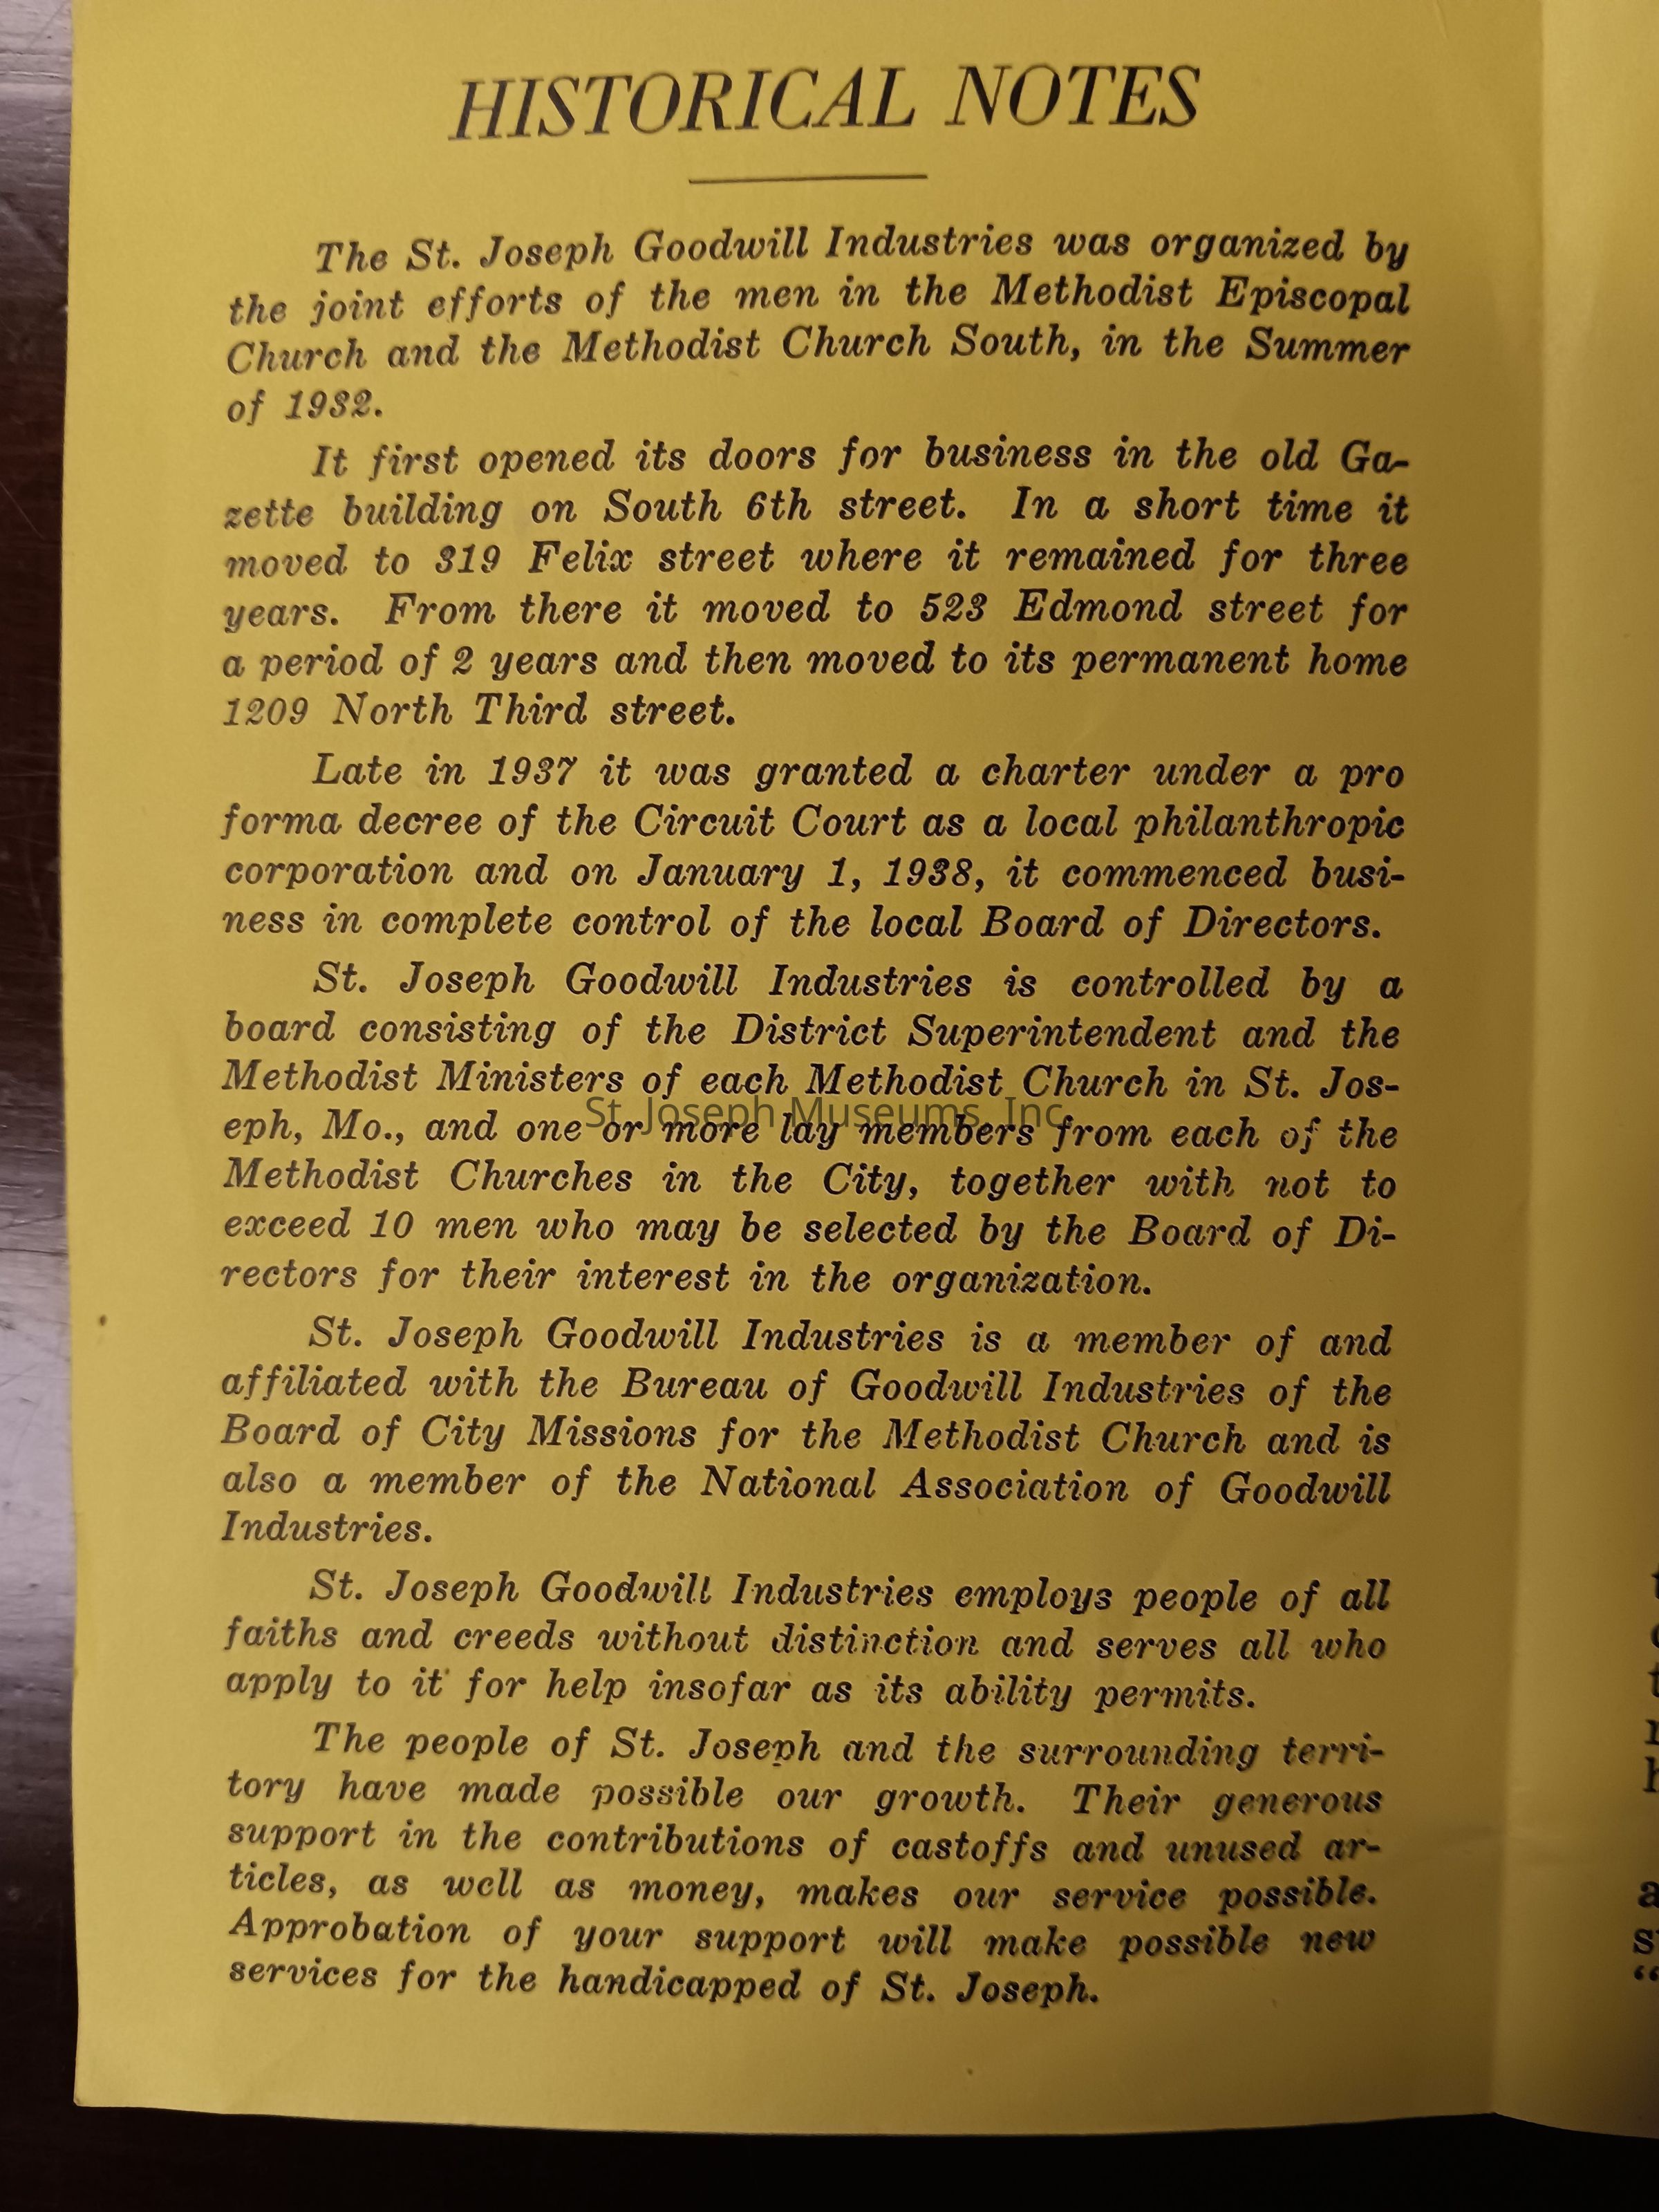 HISTORICAL NOTES
The St. Joseph Goodwill Industries was organized by
the joint efforts of the men in the Methodist Episcopal
Church and the Methodist Church South, in the Summer
of 1932.
It first opened its doors for business in the old Ga-
zette building on South 6th street. In a short time it
moved to 319 Felix street where it remained for three
years. From there it moved to 523 Edmond street for
a period of 2 years and then moved to its permanent home
1209 North Third street.
Late in 1937 it was granted a charter under a pro
forma decree of the Circuit Court as a local philanthropic
corporation and on January 1, 1938, it commenced busi-
ness in complete control of the local Board of Directors.
St. Joseph Goodwill Industries is controlled by a
board consisting of the District Superintendent and the
Methodist Ministers of each Methodist Church in St. Jos-
St. Joseph Museums, Inc.
eph, Mo., and one or more lay members from each of the
Methodist Churches in the City, together with not to
exceed 10 men who may be selected by the Board of Di-
rectors for their interest in the organization.
St. Joseph Goodwill Industries is a member of and
affiliated with the Bureau of Goodwill Industries of the
Board of City Missions for the Methodist Church and is
also a member of the National Association of Goodwill
Industries.
St. Joseph Goodwill Industries employs people of all
faiths and creeds without distinction and serves all who
apply to it for help insofar as its ability permits.
The people of St. Joseph and the surrounding terri-
tory have made possible our growth. Their generous
support in the contributions of castoffs and unused ar-
ticles, as well as money, makes our service possible.
Approbation of your support will make possible new
services for the handicapped of St. Joseph.